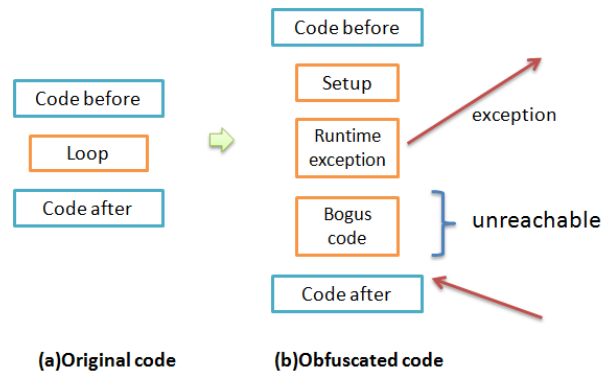 Code before
Loop
Code after
(a)Original code
Code before
Setup
Runtime
exception
exception
Bogus
code
unreachable
Code after
(b)Obfuscated code